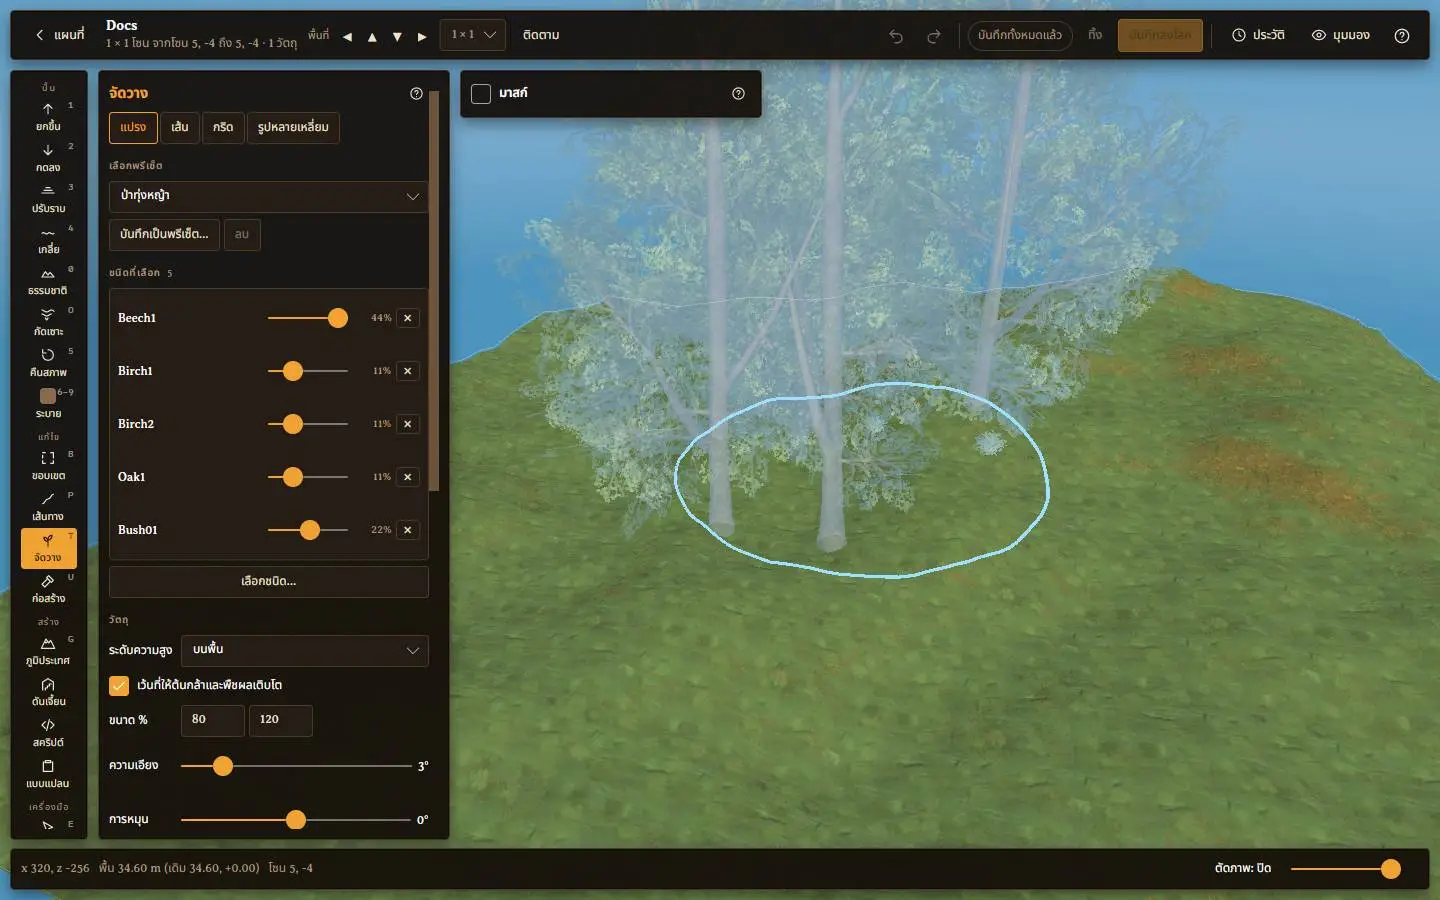 แผนที่
Docs
1 × 1 โซน จากโซน 5, -4 ถึง 5, -4 · 1 วัตถุ
พื้นที่
1 × 1
ติดตาม
บันทึกทั้งหมดแล้ว
ทิ้ง
บันทึกลงโลก
ประวัติ
มุมมอง
ปั้น
1
ยกขึ้น
2
กดลง
3
ปรับราบ
4
เกลี่ย
ธรรมชาติ
กัดเซาะ
5
คืนสภาพ
6–9
ระบาย
แก้ไข
B
ขอบเขต
P
เส้นทาง
T
จัดวาง
U
ก่อสร้าง
สร้าง
G
ภูมิประเทศ
ดันเจี้ยน
สคริปต์
แบบแปลน
เครื่องมือ
E
จัดวาง
แปรง
เส้น
กริด
รูปหลายเหลี่ยม
เลือกพรีเซ็ต
ป่าทุ่งหญ้า
บันทึกเป็นพรีเซ็ต...
ลบ
ชนิดที่เลือก 5
Beech1 44%
Birch1 11%
Birch2 11%
Oak1 11%
Bush01 22%
เลือกชนิด...
วัตถุ
ระดับความสูง บนพื้น
เว้นที่ให้ต้นกล้าและพืชผลเติบโต
ขนาด % 80 120
ความเอียง 3°
การหมุน 0°
มาสก์
x 320, z -256 พื้น 34.60 m (เดิม 34.60, +0.00) โซน 5, -4
ตัดภาพ: ปิด